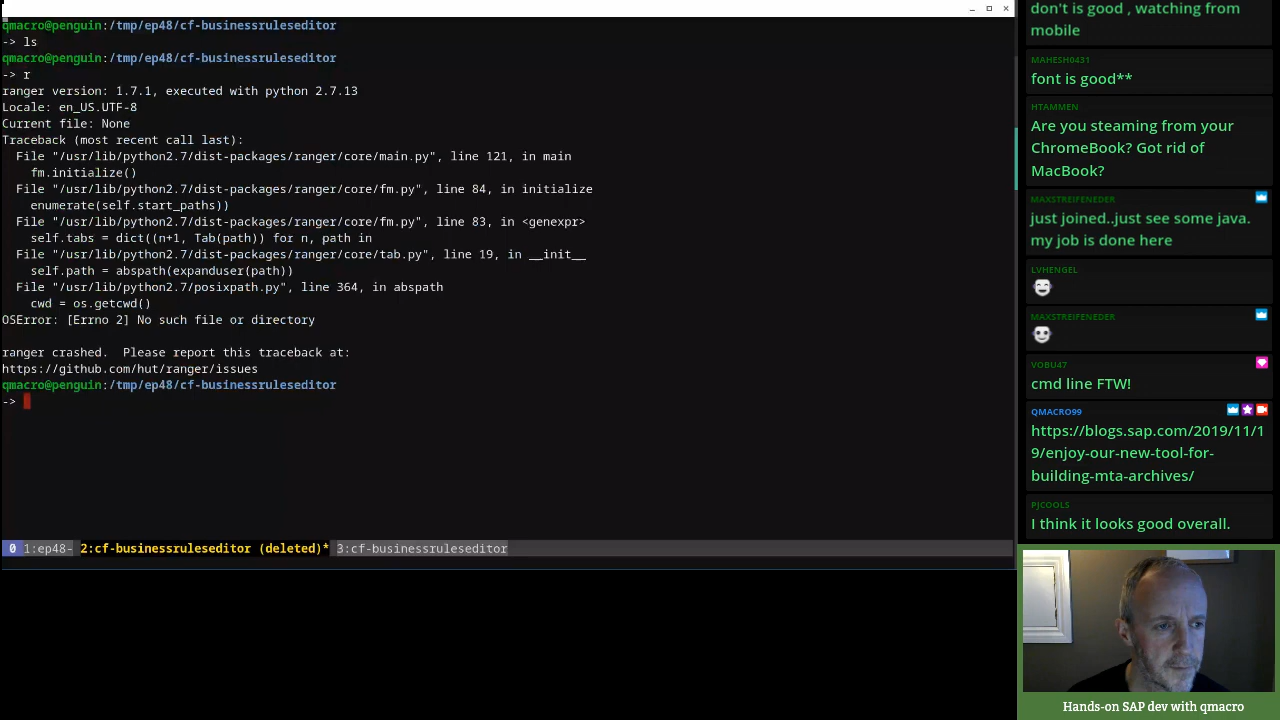 qmacro@penguin:/tmp/ep48/cf-businessruleseditor
-> ls
qmacro@penguin:/tmp/ep48/cf-businessruleseditor
-> r
ranger version: 1.7.1, executed with python 2.7.13
Locale: en_US.UTF-8
Current file: None
Traceback (most recent call last):
  File "/usr/lib/python2.7/dist-packages/ranger/core/main.py", line 121, in main
    fm.initialize()
  File "/usr/lib/python2.7/dist-packages/ranger/core/fm.py", line 84, in initialize
    enumerate(self.start_paths))
  File "/usr/lib/python2.7/dist-packages/ranger/core/fm.py", line 83, in <genexpr>
    self.tabs = dict((n+1, Tab(path)) for n, path in
  File "/usr/lib/python2.7/dist-packages/ranger/core/tab.py", line 19, in __init__
    self.path = abspath(expanduser(path))
  File "/usr/lib/python2.7/posixpath.py", line 364, in abspath
    cwd = os.getcwd()
OSError: [Errno 2] No such file or directory
ranger crashed.  Please report this traceback at:
https://github.com/hut/ranger/issues
qmacro@penguin:/tmp/ep48/cf-businessruleseditor
->
0 1:ep48- 2:cf-businessruleseditor (deleted)* 3:cf-businessruleseditor
don't is good , watching from
mobile
MAHESH0431
font is good**
HTAMMEN
Are you steaming from your
ChromeBook? Got rid of
MacBook?
MAXSTREIFENEDER
just joined..just see some java.
my job is done here
LVHENGEL
MAXSTREIFENEDER
VOBU47
cmd line FTW!
QMACRO99
https://blogs.sap.com/2019/11/1
9/enjoy-our-new-tool-for-
building-mta-archives/
PJCOOLS
I think it looks good overall.
Hands-on SAP dev with qmacro